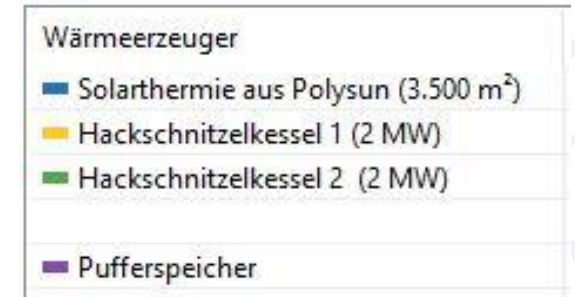 Wärmeerzeuger
Solarthermie aus Polysun (3.500 m²)
Hackschnitzelkessel 1 (2 MW)
Hackschnitzelkessel 2 (2 MW)
Pufferspeicher